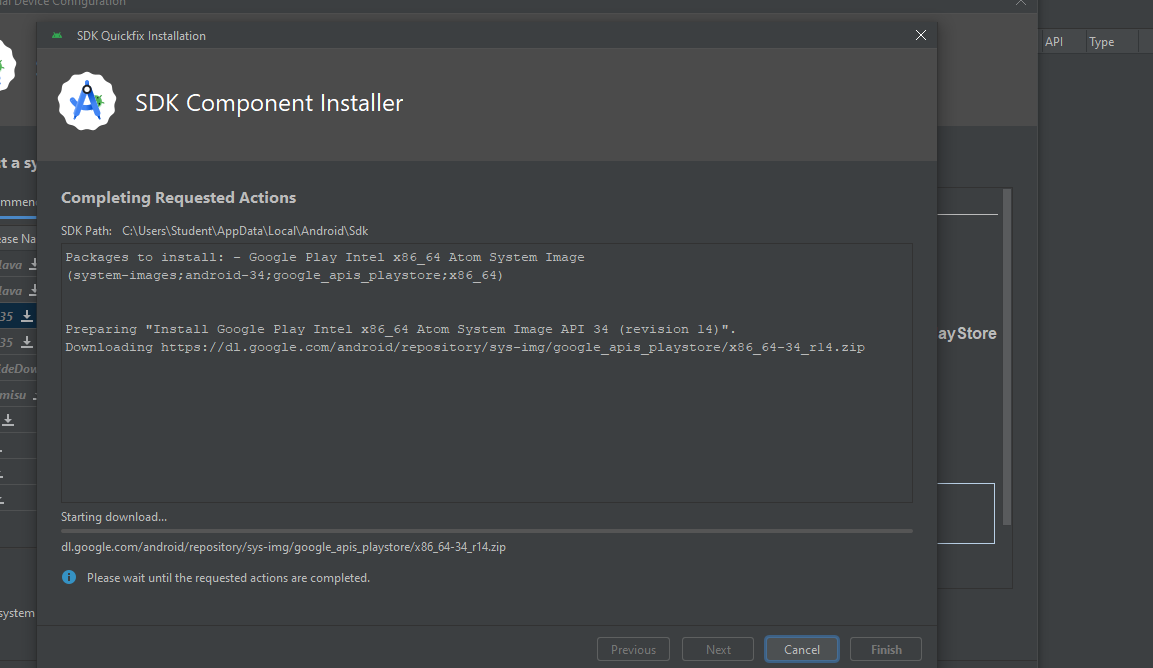 al Device Configuration
SDK Quickfix Installation
API Type
SDK Component Installer
t a sy
Completing Requested Actions
mmen
SDK Path: C:\Users\Student\AppData\Local\Android\Sdk
ease Na
Packages to install: - Google Play Intel x86_64 Atom System Image
(system-images;android-34;google_apis_playstore;x86_64)
lava
lava
35
Preparing "Install Google Play Intel x86_64 Atom System Image API 34 (revision 14)".
ayStore
35
Downloading https://dl.google.com/android/repository/sys-img/google_apis_playstore/x86_64-34_r14.zip
ideDow
misu
Starting download...
dl.google.com/android/repository/sys-img/google_apis_playstore/x86_64-34_r14.zip
Please wait until the requested actions are completed.
system
Previous Next Cancel Finish